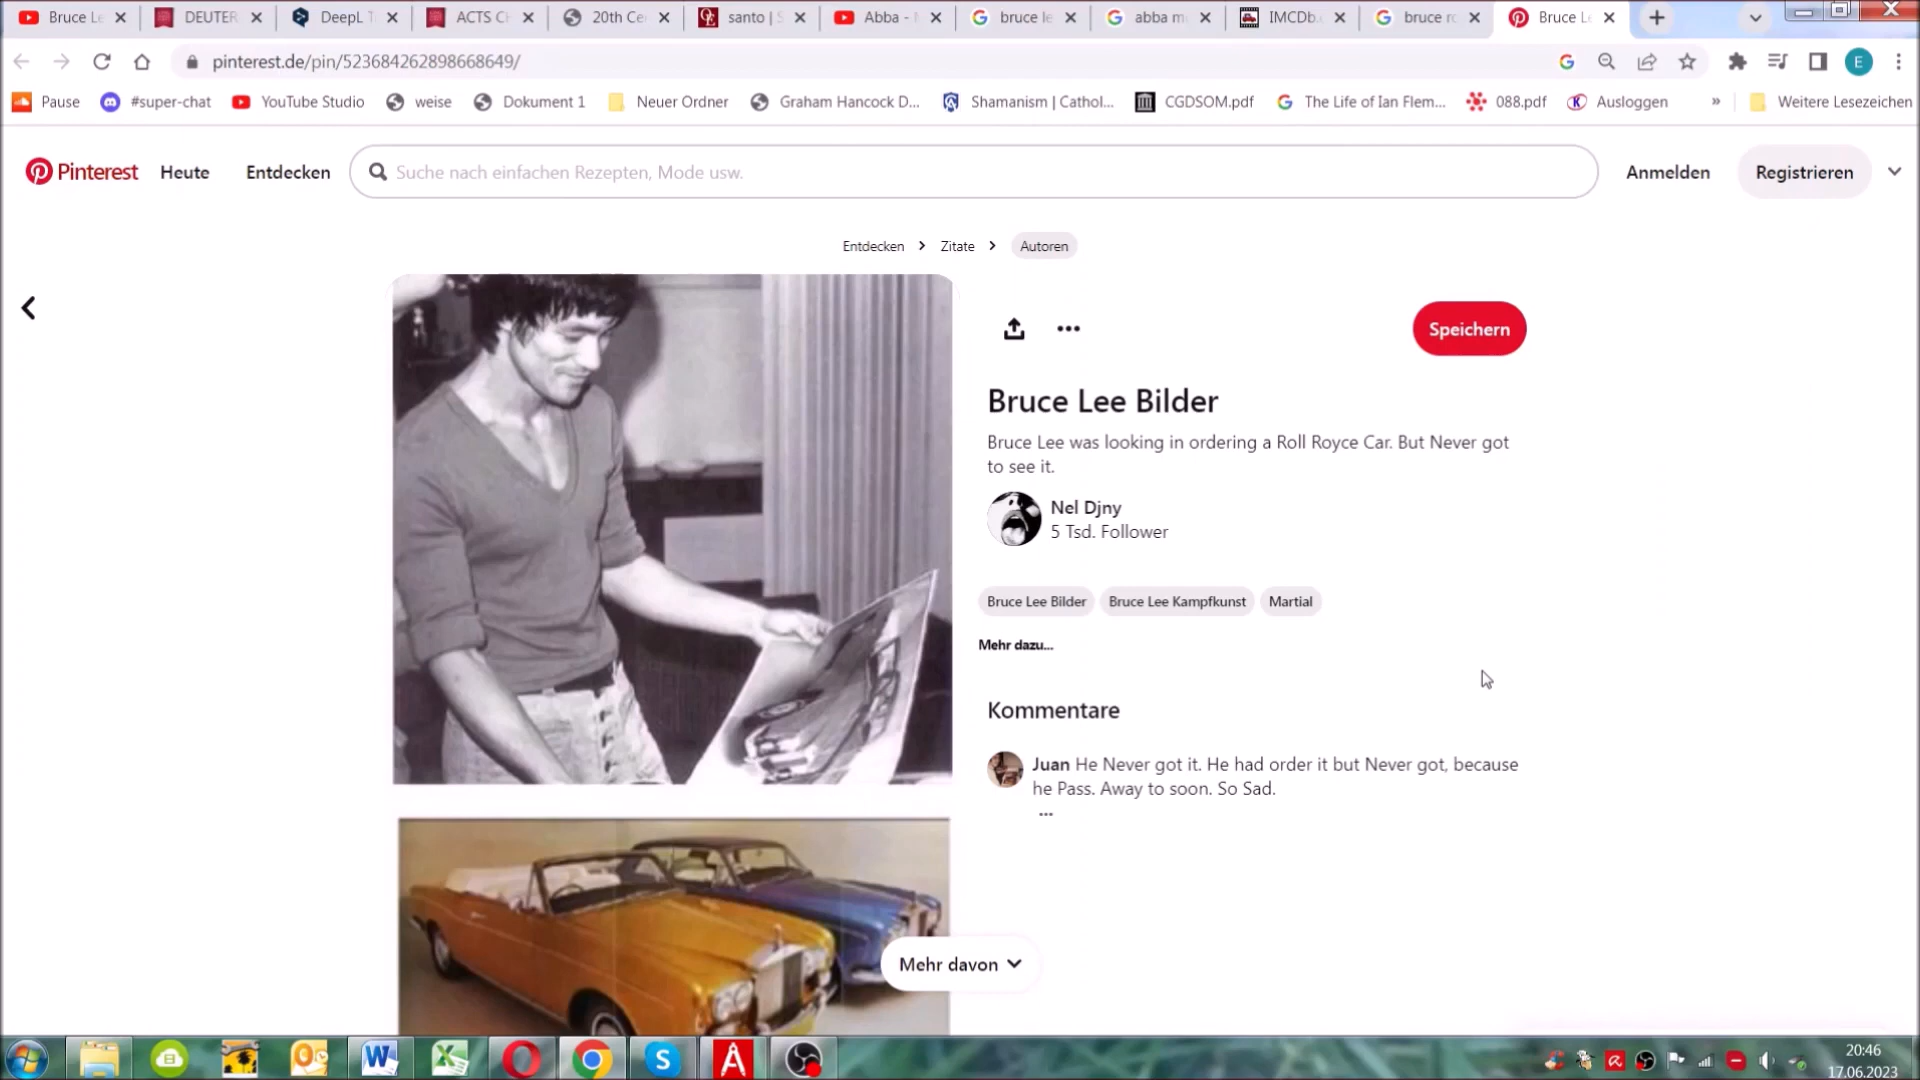 Bruce Le
DEUTER
DeepL T
ACTS C
20th Ce
santo | S
Abba -
bruce le
abba m
IMCDb.
bruce ro
Bruce Le
pinterest.de/pin/523684262898668649/
E
Pause
#super-chat
YouTube Studio
weise
Dokument 1
Neuer Ordner
Graham Hancock D...
Shamanism | Cathol...
CGDSOM.pdf
The Life of Ian Flem...
088.pdf
Ausloggen
»
Weitere Lesezeichen
Pinterest
Heute
Entdecken
Suche nach einfachen Rezepten, Mode usw.
Anmelden
Registrieren
Entdecken > Zitate > Autoren
Speichern
Bruce Lee Bilder
Bruce Lee was looking in ordering a Roll Royce Car. But Never got
to see it.
Nel Djny
5 Tsd. Follower
Bruce Lee Bilder
Bruce Lee Kampfkunst
Martial
Mehr dazu...
Kommentare
Juan He Never got it. He had order it but Never got, because
he Pass. Away to soon. So Sad.
Mehr davon
20:46
17.06.2023